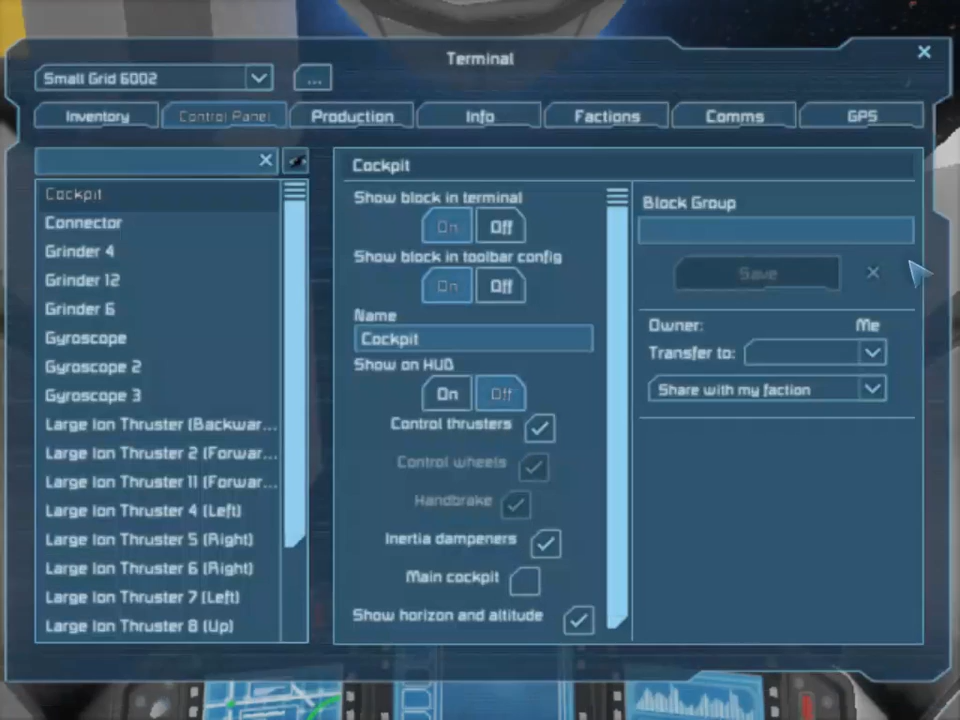 Terminal
Small Grid 6002
...
Inventory
Control Panel
Production
Info
Factions
Comms
GPS
Cockpit
Connector
Grinder 4
Grinder 12
Grinder 6
Gyroscope
Gyroscope 2
Gyroscope 3
Large Ion Thruster (Backwar...
Large Ion Thruster 2 (Forwar...
Large Ion Thruster 11 (Forwar...
Large Ion Thruster 4 (Left)
Large Ion Thruster 5 (Right)
Large Ion Thruster 6 (Right)
Large Ion Thruster 7 (Left)
Large Ion Thruster 8 (Up)
Cockpit
Show block in terminal
On Off
Show block in toolbar config
On Off
Name
Cockpit
Show on HUD
On Off
Control thrusters
Control wheels
Handbrake
Inertia dampeners
Main cockpit
Show horizon and altitude
Block Group
Save
Owner: Me
Transfer to:
Share with my faction